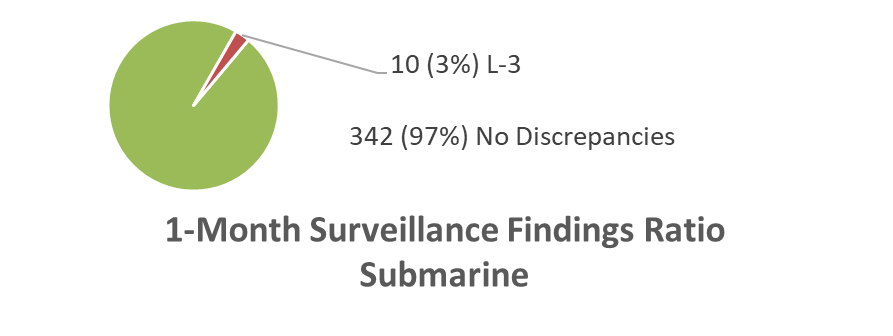 10 (3%) L-3
342 (97%) No Discrepancies
1-Month Surveillance Findings Ratio
Submarine